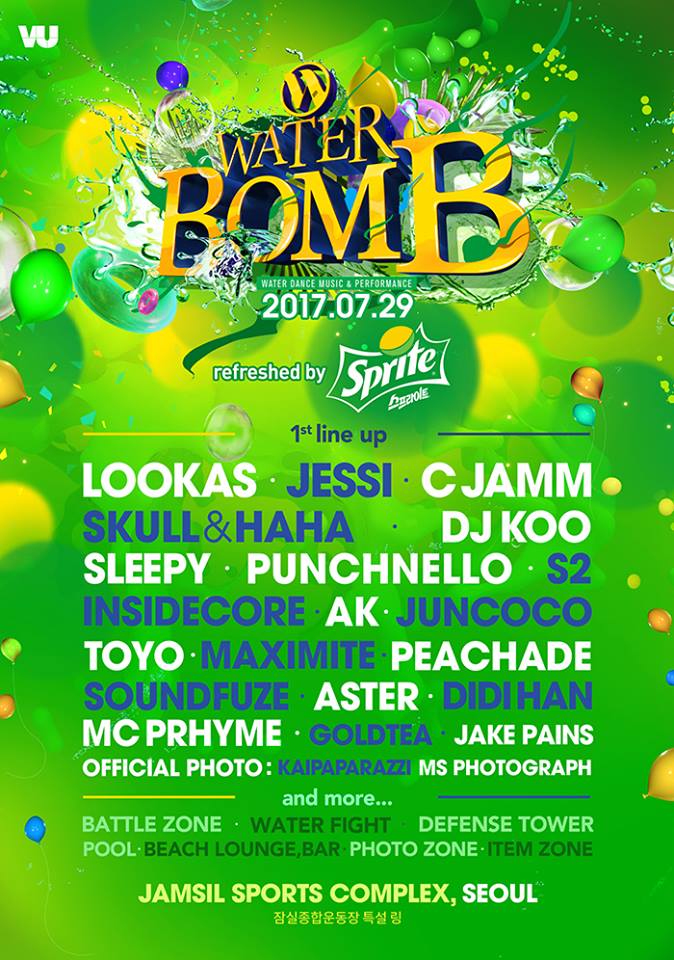 VU
W
WATER
BOMB
WATER DANCE MUSIC & PERFORMANCE
2017.07.29
refreshed by Sprite
스프라이트
1st line up
LOOKAS · JESSI · C JAMM
SKULL&HAHA · DJ KOO
SLEEPY · PUNCHNELLO · S2
INSIDECORE · AK · JUNCOCO
TOYO · MAXIMITE · PEACHADE
SOUNDFUZE · ASTER · DIDI HAN
MC PRHYME · GOLDTEA · JAKE PAINS
OFFICIAL PHOTO: KAIPAPARAZZI MS PHOTOGRAPH
and more...
BATTLE ZONE · WATER FIGHT · DEFENSE TOWER
POOL · BEACH LOUNGE,BAR · PHOTO ZONE · ITEM ZONE
JAMSIL SPORTS COMPLEX, SEOUL
잠실종합운동장 특설 링